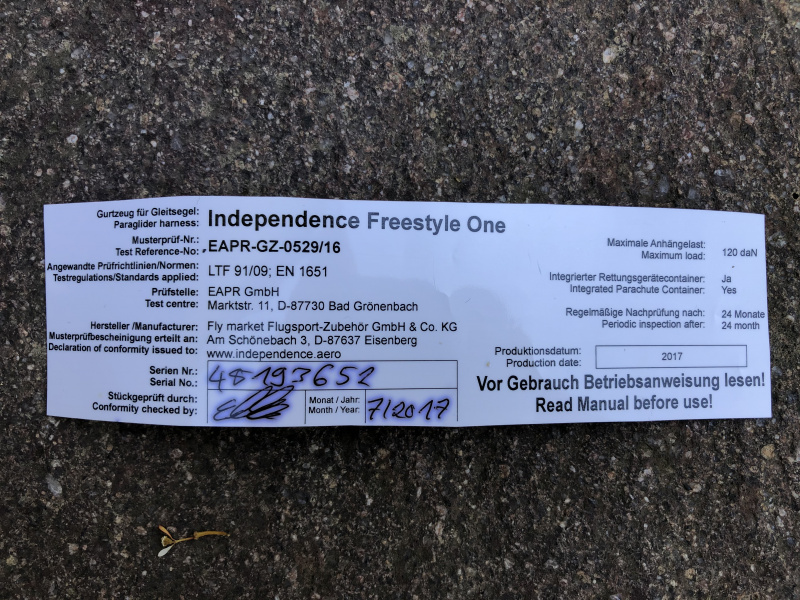 Gurtzeug für Gleitsegel:
Paraglider harness:
Independence Freestyle One
Musterprüf-Nr.:
Test Reference-No:
EAPR-GZ-0529/16
Angewandte Prüfrichtlinien/Normen:
Testregulations/Standards applied:
LTF 91/09; EN 1651
Prüfstelle:
Test centre:
EAPR GmbH
Marktstr. 11, D-87730 Bad Grönenbach
Hersteller /Manufacturer:
Musterprüfbescheinigung erteilt an:
Declaration of conformity issued to:
Fly market Flugsport-Zubehör GmbH & Co. KG
Am Schönebach 3, D-87637 Eisenberg
www.independence.aero
Serien Nr.:
Serial No.:
48193652
Stückgeprüft durch:
Conformity checked by:
Monat / Jahr:
Month / Year:
7/2017
Maximale Anhängelast:
Maximum load:
120 daN
-
Integrierter Rettungsgerätecontainer:
Integrated Parachute Container:
Ja
Yes
Regelmäßige Nachprüfung nach:
Periodic inspection after:
24 Monate
24 month
Produktionsdatum:
Production date:
2017
Vor Gebrauch Betriebsanweisung lesen!
Read Manual before use!